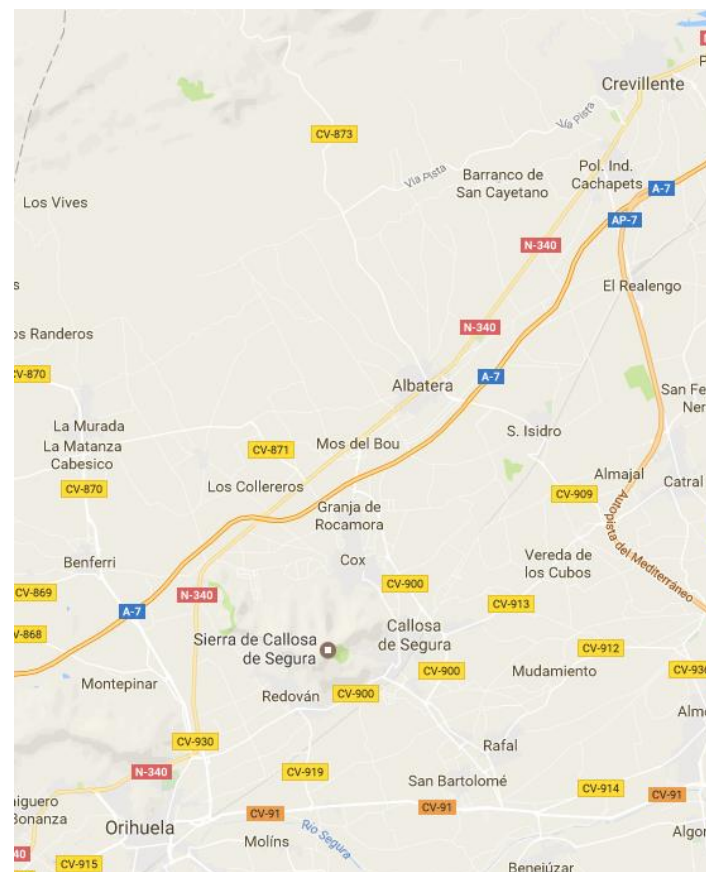 Crevillente
CV-873
Vía Pista
Pol. Ind.
Cachapets
Vía Pista
Barranco de
San Cayetano
A-7
Los Vives
AP-7
N-340
El Realengo
os Randeros
N-340
CV-870
A-7
Albatera
San Fe
Ner
La Murada
La Matanza
Cabesico
S. Isidro
Mos del Bou
CV-871
Almajal
Catral
CV-870
Los Collereros
CV-909
Granja de
Rocamora
Autopista del Mediterráneo
Benferri
Cox
Vereda de
los Cubos
CV-900
CV-869
N-340
CV-913
A-7
Callosa
de Segura
CV-868
Sierra de Callosa
de Segura
CV-912
CV-900
Mudamiento
CV-936
Montepinar
Redován
CV-900
Almo
CV-930
Rafal
N-340
CV-919
San Bartolomé
CV-914
CV-91
aiguero
Bonanza
CV-91
CV-91
Orihuela
Río Segura
Molíns
Algor
40
CV-915
Benejúzar